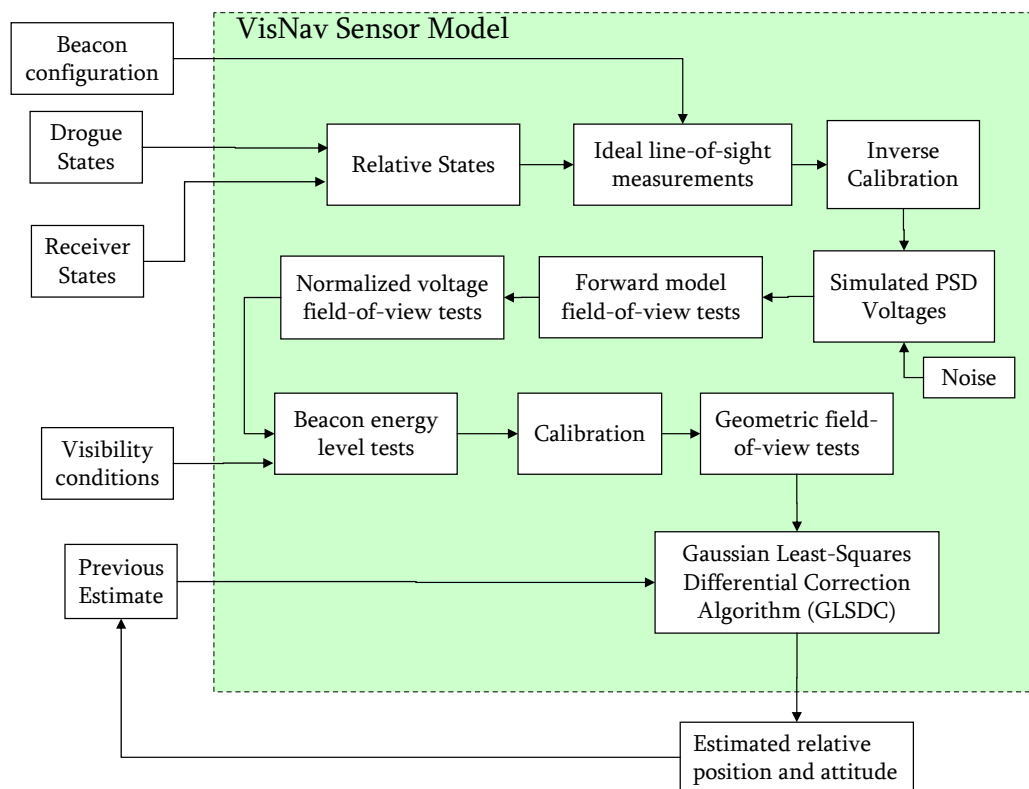 VisNav Sensor Model
Beacon
configuration
Drogue
States
Receiver
States
Relative States
Ideal line-of-sight
measurements
Inverse
Calibration
Normalized voltage
field-of-view tests
Forward model
field-of-view tests
Simulated PSD
Voltages
Noise
Beacon energy
level tests
Calibration
Geometric field-
of-view tests
Visibility
conditions
Previous
Estimate
Gaussian Least-Squares
Differential Correction
Algorithm (GLSDC)
Estimated relative
position and attitude